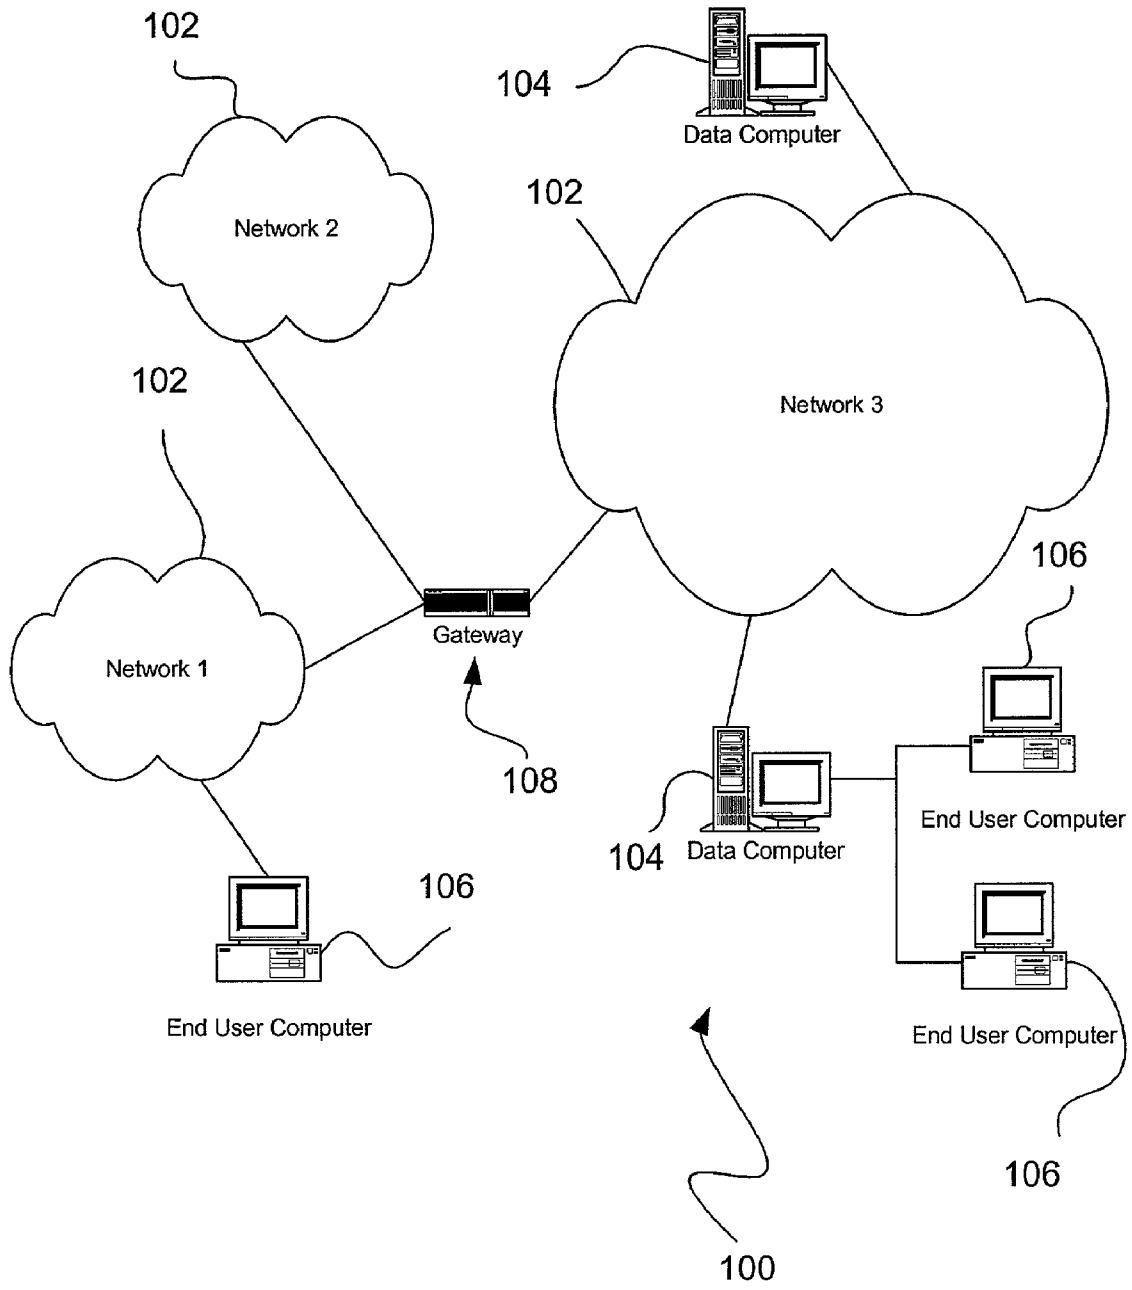 102
104
Data Computer
102
Network 2
102
Network 3
106
Gateway
Network 1
108
End User Computer
104
Data Computer
106
End User Computer
End User Computer
106
100